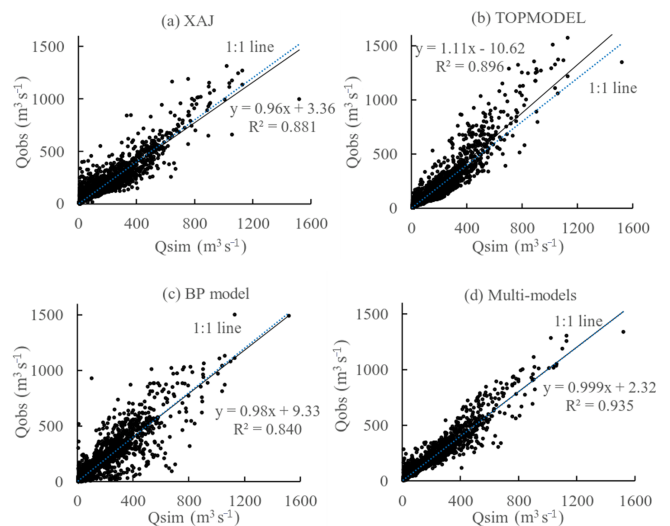 (a) XAJ
1500
1000
500
0
0 400 800 1200 1600
Qobs (m³ s⁻¹)
Qsim (m³ s⁻¹)
1:1 line
y = 0.96x + 3.36
R² = 0.881
(b) TOPMODEL
1500
1000
500
0
0 400 800 1200 1600
Qobs (m³ s⁻¹)
Qsim (m³ s⁻¹)
y = 1.11x - 10.62
R² = 0.896
1:1 line
(c) BP model
1500
1000
500
0
0 400 800 1200 1600
Qobs (m³ s⁻¹)
Qsim (m³ s⁻¹)
1:1 line
y = 0.98x + 9.33
R² = 0.840
(d) Multi-models
1500
1000
500
0
0 400 800 1200 1600
Qobs (m³ s⁻¹)
Qsim (m³ s⁻¹)
1:1 line
y = 0.999x + 2.32
R² = 0.935